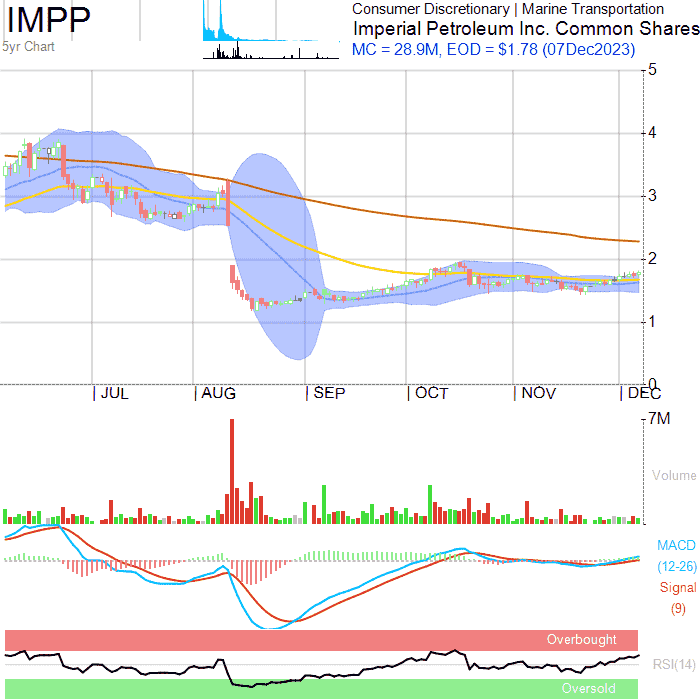 IMPP
5yr Chart
Consumer Discretionary | Marine Transportation
Imperial Petroleum Inc. Common Shares
MC = 28.9M, EOD = $1.78 (07Dec2023)
5
4
3
2
1
0
JUL AUG SEP OCT NOV DEC
7M
Volume
MACD
(12-26)
Signal
(9)
Overbought
RSI(14)
Oversold